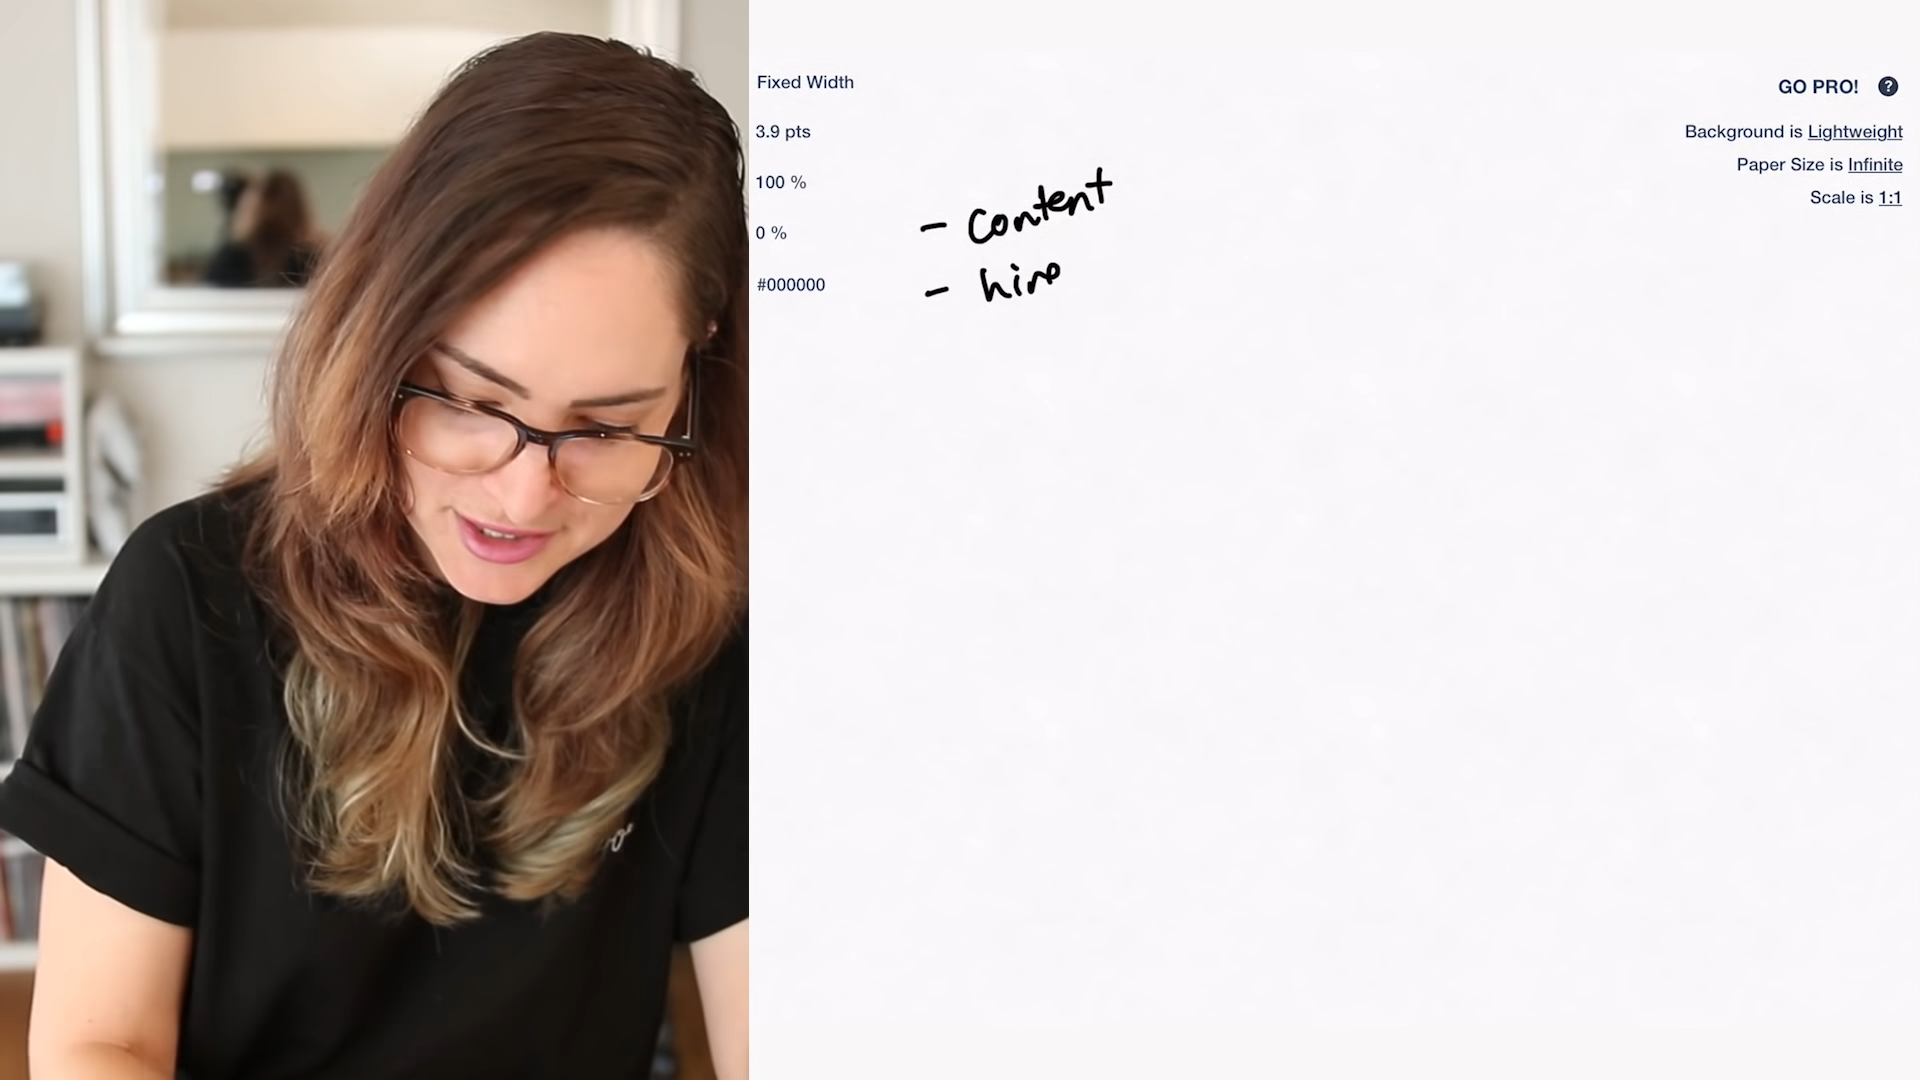 Fixed Width
3.9 pts
100 %
0 %
#000000
GO PRO! ?
Background is Lightweight
Paper Size is Infinite
Scale is 1:1
- content
- hire